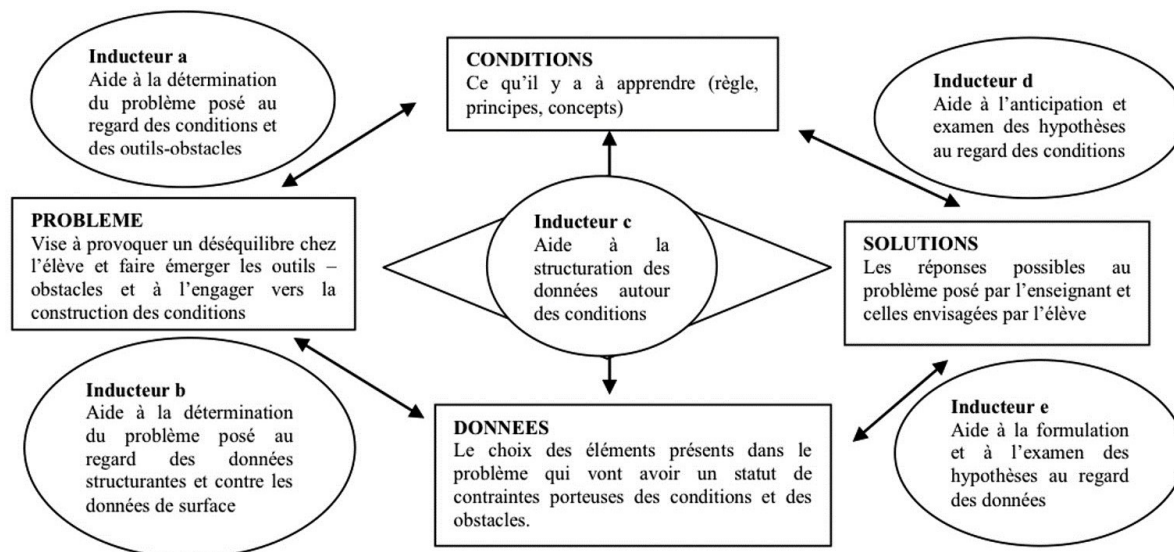 Inducteur a
Aide à la détermination
du problème posé au
regard des conditions et
des outils-obstacles
CONDITIONS
Ce qu'il y a à apprendre (règle,
principes, concepts)
Inducteur d
Aide à l'anticipation et
examen des hypothèses
au regard des conditions
PROBLEME
Vise à provoquer un déséquilibre chez
l'élève et faire émerger les outils –
obstacles et à l'engager vers la
construction des conditions
Inducteur c
Aide à la
structuration des
données autour
des conditions
SOLUTIONS
Les réponses possibles au
problème posé par l'enseignant et
celles envisagées par l'élève
Inducteur b
Aide à la détermination
du problème posé au
regard des données
structurantes et contre les
données de surface
DONNEES
Le choix des éléments présents dans le
problème qui vont avoir un statut de
contraintes porteuses des conditions et des
obstacles.
Inducteur e
Aide à la formulation
et à l'examen des
hypothèses au regard
des données